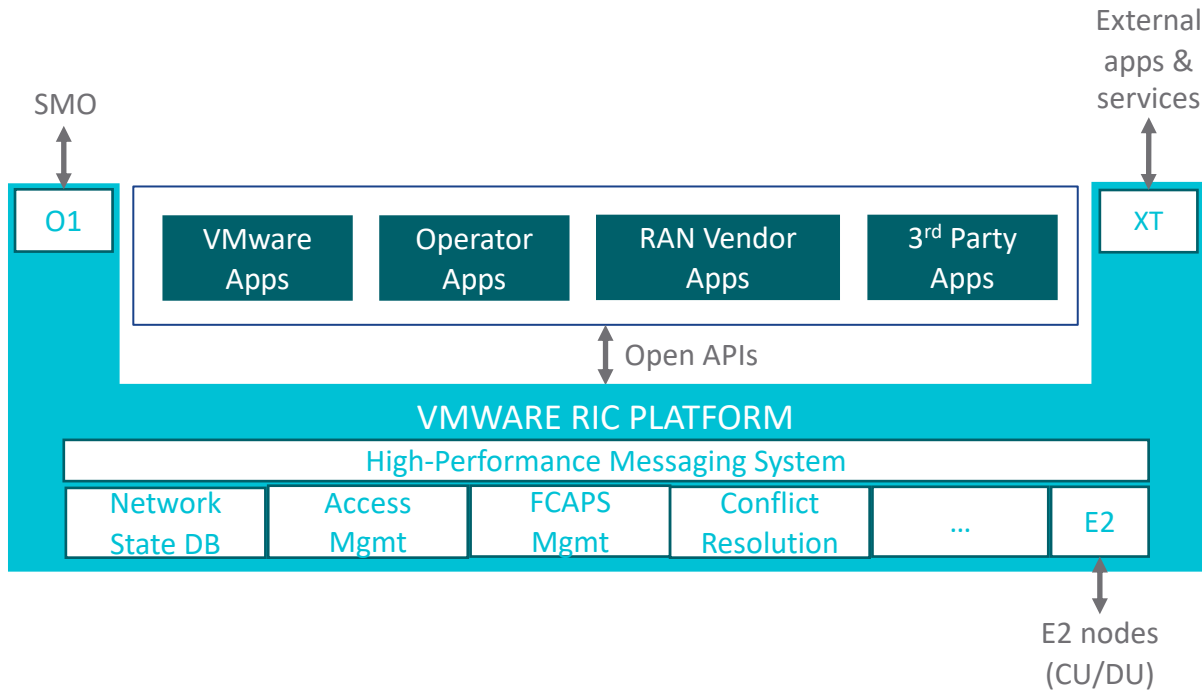 External
apps &
services
SMO
O1
XT
VMware
Apps
Operator
Apps
RAN Vendor
Apps
3rd Party
Apps
Open APIs
VMWARE RIC PLATFORM
High-Performance Messaging System
Network
State DB
Access
Mgmt
FCAPS
Mgmt
Conflict
Resolution
...
E2
E2 nodes
(CU/DU)